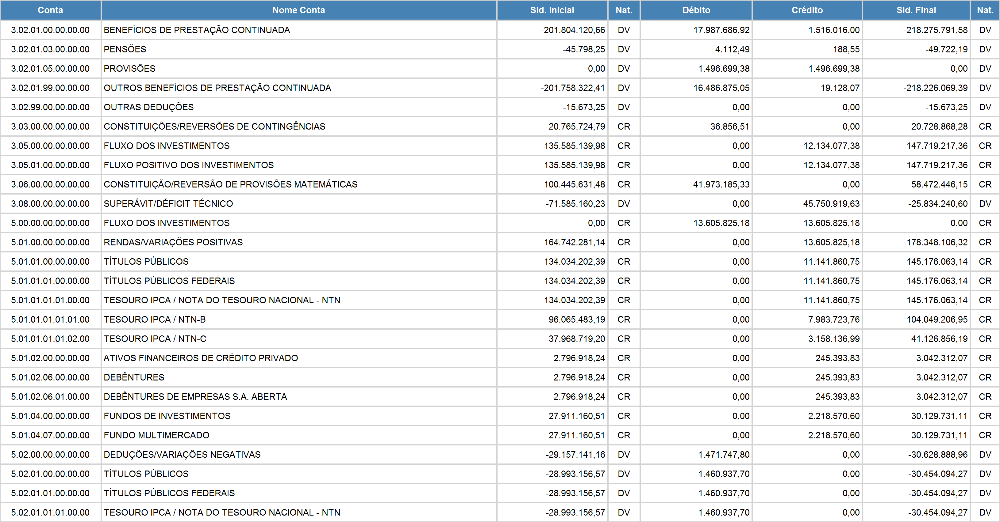 Conta Nome Conta Sld. Inicial Nat. Débito Crédito Sld. Final Nat.
3.02.01.00.00.00.00 BENEFÍCIOS DE PRESTAÇÃO CONTINUADA -201.804.120,66 DV 17.987.686,92 1.516.016,00 -218.275.791,58 DV
3.02.01.03.00.00.00 PENSÕES -45.798,25 DV 4.112,49 188,55 -49.722,19 DV
3.02.01.05.00.00.00 PROVISÕES 0,00 DV 1.496.699,38 1.496.699,38 0,00 DV
3.02.01.99.00.00.00 OUTROS BENEFÍCIOS DE PRESTAÇÃO CONTINUADA -201.758.322,41 DV 16.486.875,05 19.128,07 -218.226.069,39 DV
3.02.99.00.00.00.00 OUTRAS DEDUÇÕES -15.673,25 DV 0,00 0,00 -15.673,25 DV
3.03.00.00.00.00.00 CONSTITUIÇÕES/REVERSÕES DE CONTINGÊNCIAS 20.765.724,79 CR 36.856,51 0,00 20.728.868,28 CR
3.05.00.00.00.00.00 FLUXO DOS INVESTIMENTOS 135.585.139,98 CR 0,00 12.134.077,38 147.719.217,36 CR
3.05.01.00.00.00.00 FLUXO POSITIVO DOS INVESTIMENTOS 135.585.139,98 CR 0,00 12.134.077,38 147.719.217,36 CR
3.06.00.00.00.00.00 CONSTITUIÇÃO/REVERSÃO DE PROVISÕES MATEMÁTICAS 100.445.631,48 CR 41.973.185,33 0,00 58.472.446,15 CR
3.08.00.00.00.00.00 SUPERÁVIT/DÉFICIT TÉCNICO -71.585.160,23 DV 0,00 45.750.919,63 -25.834.240,60 DV
5.00.00.00.00.00.00 FLUXO DOS INVESTIMENTOS 0,00 CR 13.605.825,18 13.605.825,18 0,00 CR
5.01.00.00.00.00.00 RENDAS/VARIAÇÕES POSITIVAS 164.742.281,14 CR 0,00 13.605.825,18 178.348.106,32 CR
5.01.01.00.00.00.00 TÍTULOS PÚBLICOS 134.034.202,39 CR 0,00 11.141.860,75 145.176.063,14 CR
5.01.01.01.00.00.00 TÍTULOS PÚBLICOS FEDERAIS 134.034.202,39 CR 0,00 11.141.860,75 145.176.063,14 CR
5.01.01.01.01.00.00 TESOURO IPCA / NOTA DO TESOURO NACIONAL - NTN 134.034.202,39 CR 0,00 11.141.860,75 145.176.063,14 CR
5.01.01.01.01.01.00 TESOURO IPCA / NTN-B 96.065.483,19 CR 0,00 7.983.723,76 104.049.206,95 CR
5.01.01.01.01.02.00 TESOURO IPCA / NTN-C 37.968.719,20 CR 0,00 3.158.136,99 41.126.856,19 CR
5.01.02.00.00.00.00 ATIVOS FINANCEIROS DE CRÉDITO PRIVADO 2.796.918,24 CR 0,00 245.393,83 3.042.312,07 CR
5.01.02.06.00.00.00 DEBÊNTURES 2.796.918,24 CR 0,00 245.393,83 3.042.312,07 CR
5.01.02.06.01.00.00 DEBÊNTURES DE EMPRESAS S.A. ABERTA 2.796.918,24 CR 0,00 245.393,83 3.042.312,07 CR
5.01.04.00.00.00.00 FUNDOS DE INVESTIMENTOS 27.911.160,51 CR 0,00 2.218.570,60 30.129.731,11 CR
5.01.04.07.00.00.00 FUNDO MULTIMERCADO 27.911.160,51 CR 0,00 2.218.570,60 30.129.731,11 CR
5.02.00.00.00.00.00 DEDUÇÕES/VARIAÇÕES NEGATIVAS -29.157.141,16 DV 1.471.747,80 0,00 -30.628.888,96 DV
5.02.01.00.00.00.00 TÍTULOS PÚBLICOS -28.993.156,57 DV 1.460.937,70 0,00 -30.454.094,27 DV
5.02.01.01.00.00.00 TÍTULOS PÚBLICOS FEDERAIS -28.993.156,57 DV 1.460.937,70 0,00 -30.454.094,27 DV
5.02.01.01.01.00.00 TESOURO IPCA / NOTA DO TESOURO NACIONAL - NTN -28.993.156,57 DV 1.460.937,70 0,00 -30.454.094,27 DV